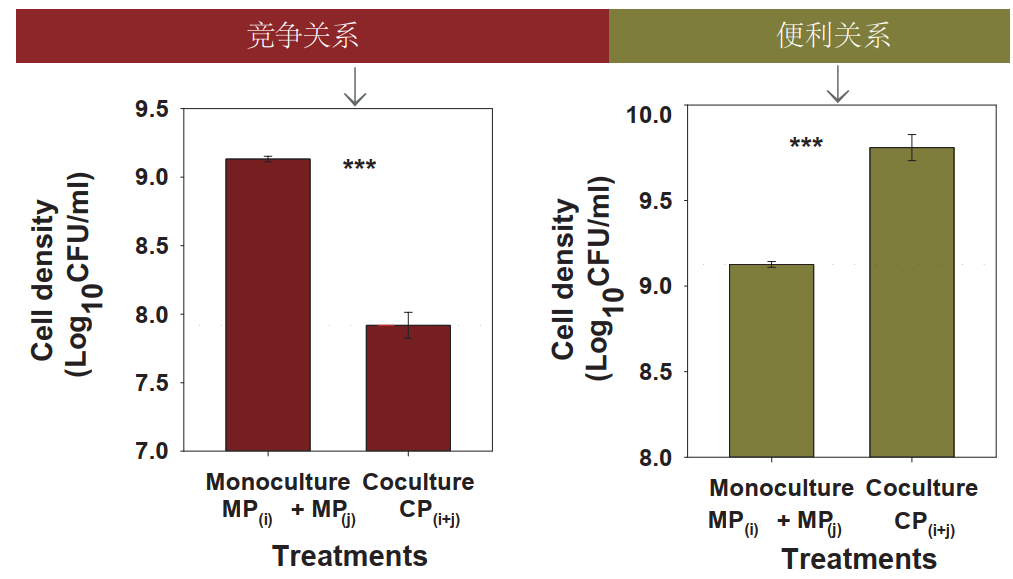 竞争关系
便利关系
9.5
9.0
8.5
8.0
7.5
7.0
Cell density
(Log10CFU/ml)
***
Monoculture Coculture
MP(i) + MP(j) CP(i+j)
Treatments
10.0
9.5
9.0
8.5
8.0
Cell density
(Log10CFU/ml)
***
Monoculture Coculture
MP(i) + MP(j) CP(i+j)
Treatments